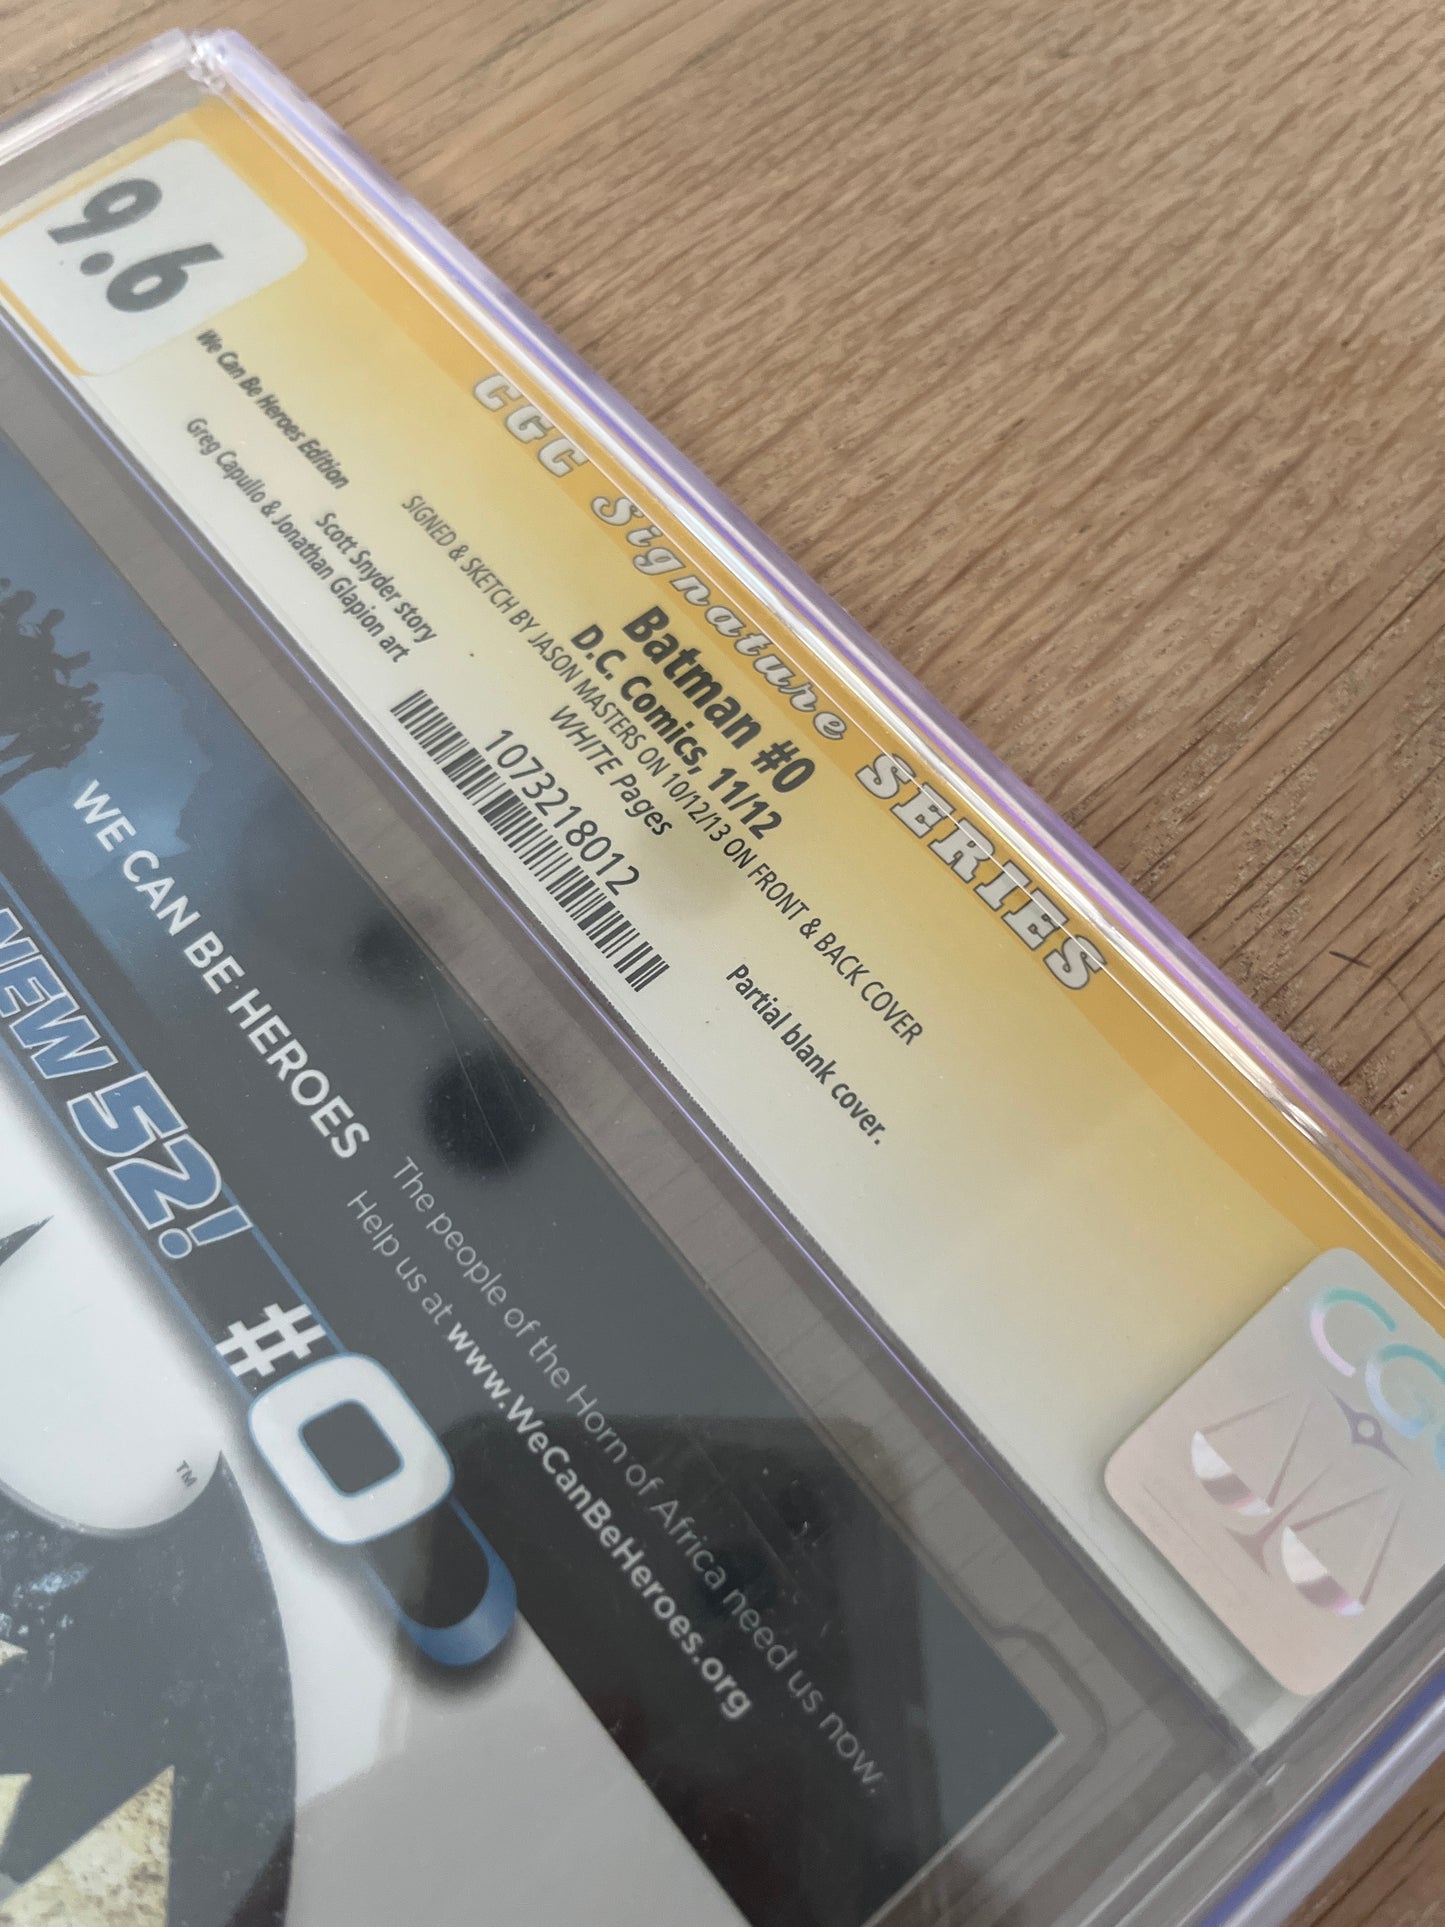 CGC Signature SERIES
9.6
Batman #0
D.C. Comics, 11/12
SIGNED & SKETCH BY JASON MASTERS ON 10/12/13 ON FRONT & BACK COVER
WHITE Pages
We Can Be Heroes Edition
Scott Snyder story
Greg Capullo & Jonathan Glapion art
Partial blank cover.
1073218012
CGC
WE CAN BE HEROES
The people of the Horn of Africa need us now.
Help us at www.WeCanBeHeroes.org
NEW 52!
#0
TM